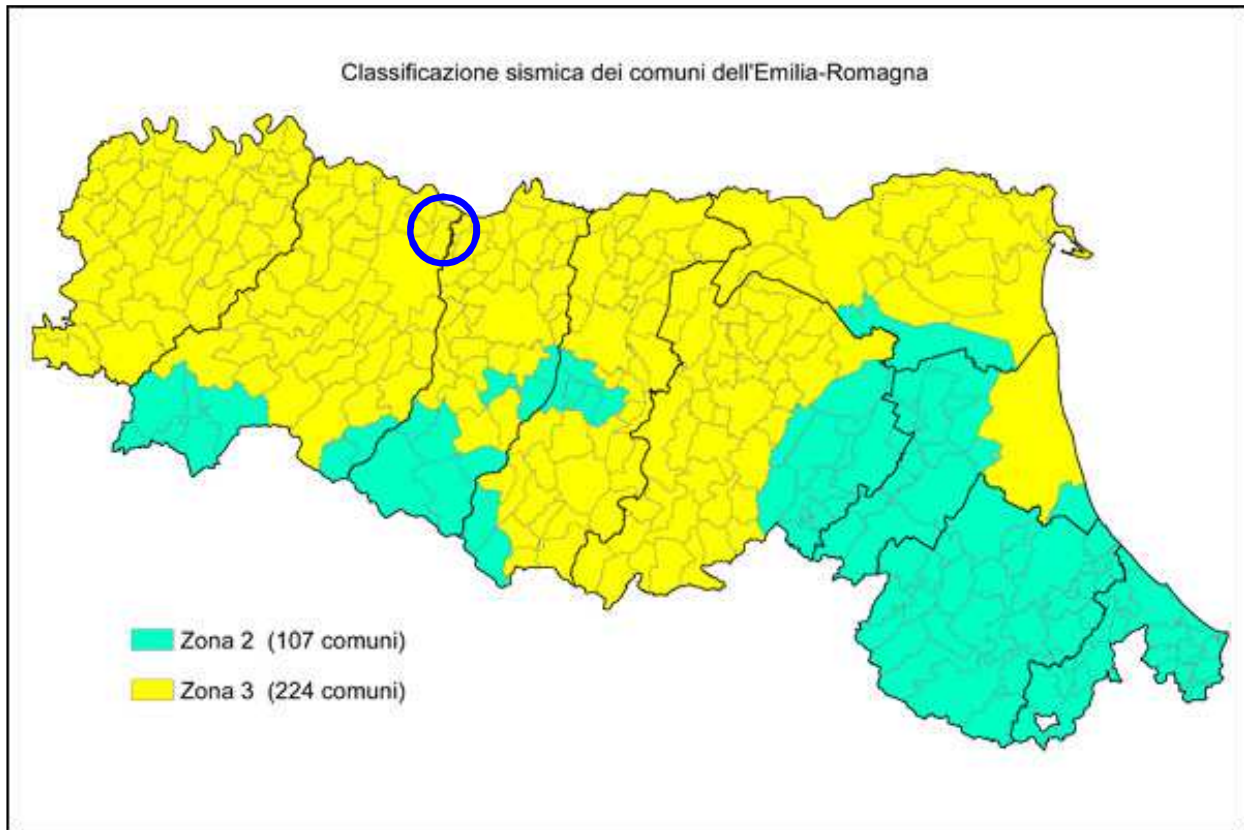 Classificazione sismica dei comuni dell'Emilia-Romagna
Zona 2 (107 comuni)
Zona 3 (224 comuni)